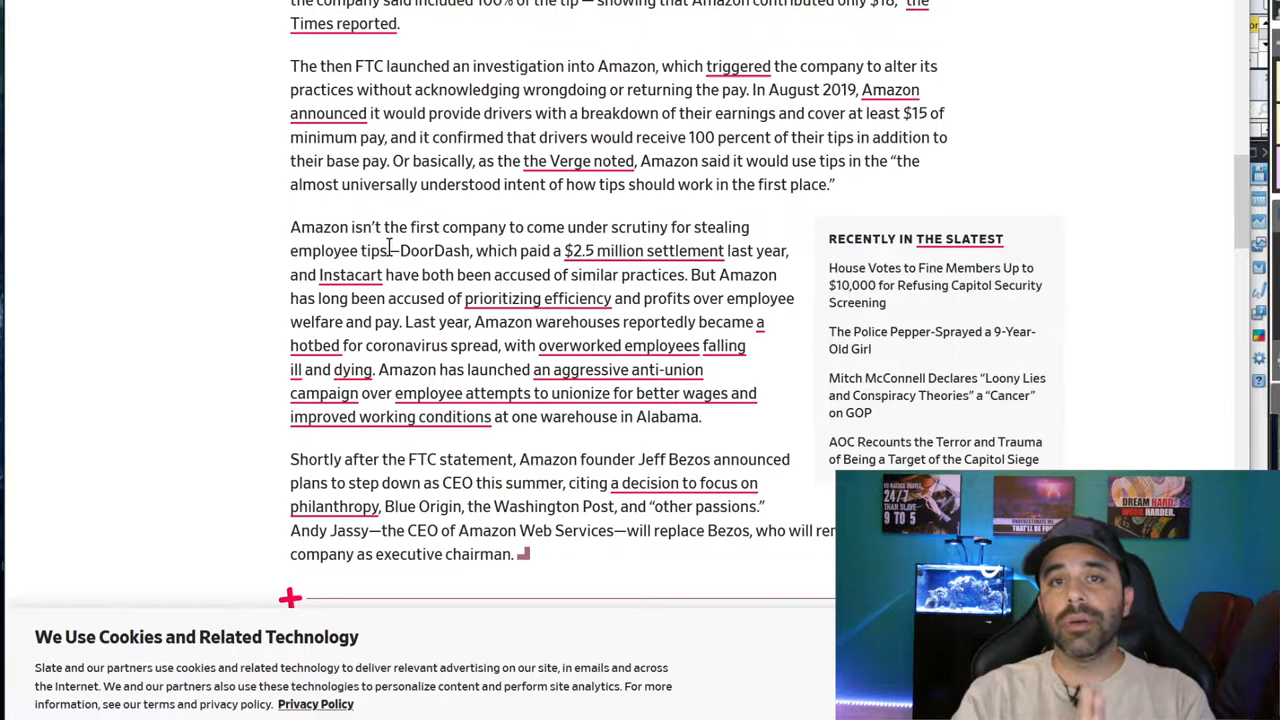 the company said included 100% of the tip — showing that Amazon contributed only $18," the
Times reported.
The then FTC launched an investigation into Amazon, which triggered the company to alter its
practices without acknowledging wrongdoing or returning the pay. In August 2019, Amazon
announced it would provide drivers with a breakdown of their earnings and cover at least $15 of
minimum pay, and it confirmed that drivers would receive 100 percent of their tips in addition to
their base pay. Or basically, as the the Verge noted, Amazon said it would use tips in the “the
almost universally understood intent of how tips should work in the first place.”
Amazon isn’t the first company to come under scrutiny for stealing
employee tips—DoorDash, which paid a $2.5 million settlement last year,
and Instacart have both been accused of similar practices. But Amazon
has long been accused of prioritizing efficiency and profits over employee
welfare and pay. Last year, Amazon warehouses reportedly became a
hotbed for coronavirus spread, with overworked employees falling
ill and dying. Amazon has launched an aggressive anti-union
campaign over employee attempts to unionize for better wages and
improved working conditions at one warehouse in Alabama.
Shortly after the FTC statement, Amazon founder Jeff Bezos announced
plans to step down as CEO this summer, citing a decision to focus on
philanthropy, Blue Origin, the Washington Post, and “other passions.”
Andy Jassy—the CEO of Amazon Web Services—will replace Bezos, who will
company as executive chairman.
RECENTLY IN THE SLATEST
House Votes to Fine Members Up to
$10,000 for Refusing Capitol Security
Screening
The Police Pepper-Sprayed a 9-Year-
Old Girl
Mitch McConnell Declares “Loony Lies
and Conspiracy Theories” a “Cancer”
on GOP
AOC Recounts the Terror and Trauma
of Being a Target of the Capitol Siege
24/7
THAN SLAVE
9 TO 5
UNDERESTIMATE ME
THAT'LL BE FUN
DREAM HARD.
WORK HARDER.
We Use Cookies and Related Technology
Slate and our partners use cookies and related technology to deliver relevant advertising on our site, in emails and across
the Internet. We and our partners also use these technologies to personalize content and perform site analytics. For more
information, see our terms and privacy policy. Privacy Policy